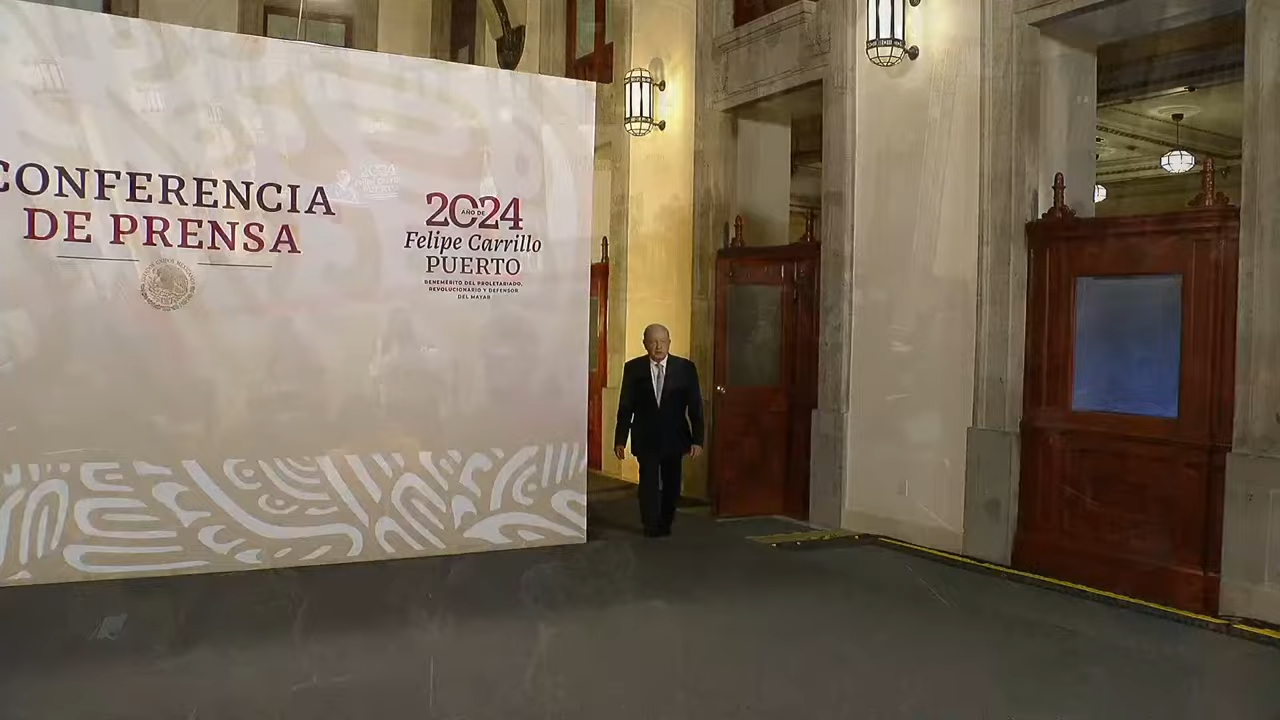 CONFERENCIA
DE PRENSA
2024
AÑO DE
Felipe Carrillo
PUERTO
BENEMÉRITO DEL PROLETARIADO,
REVOLUCIONARIO Y DEFENSOR
DEL MAYAB